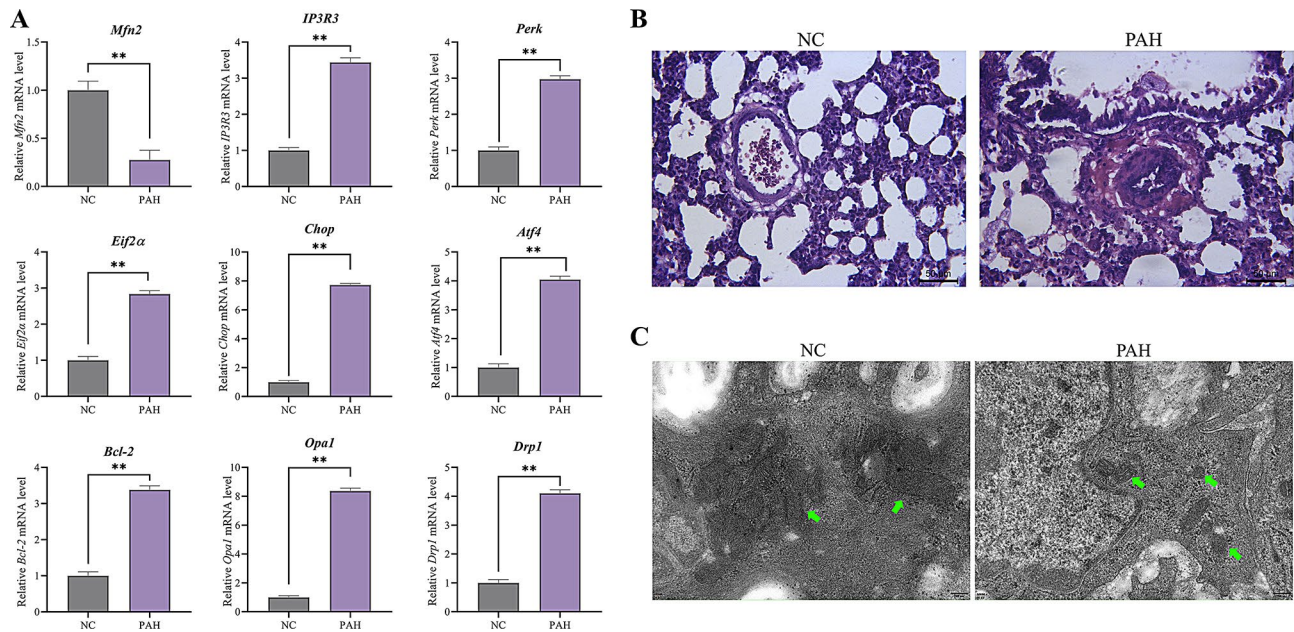 A
Mfn2
Relative Mfn2 mRNA level
1.5
1.0
0.5
0.0
**
NC
PAH
IP3R3
Relative IP3R3 mRNA level
4
3
2
1
0
**
NC
PAH
Perk
Relative Perk mRNA level
4
3
2
1
0
**
NC
PAH
Eif2α
Relative Eif2α mRNA level
4
3
2
1
0
**
NC
PAH
Chop
Relative Chop mRNA level
10
8
6
4
2
0
**
NC
PAH
Atf4
Relative Atf4 mRNA level
5
4
3
2
1
0
**
NC
PAH
Bcl-2
Relative Bcl-2 mRNA level
4
3
2
1
0
**
NC
PAH
Opa1
Relative Opa1 mRNA level
10
8
6
4
2
0
**
NC
PAH
Drp1
Relative Drp1 mRNA level
5
4
3
2
1
0
**
NC
PAH
B
NC
PAH
50 μm
50 μm
C
NC
PAH